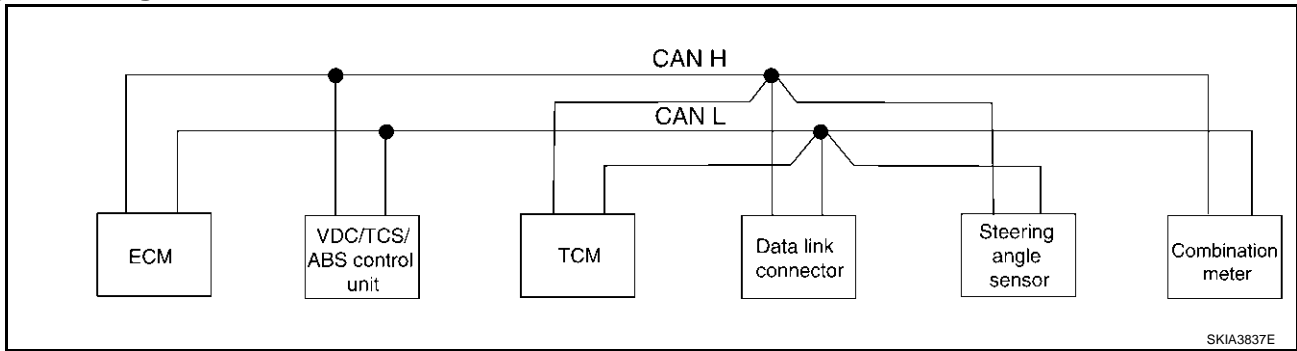 CAN H
CAN L
ECM
VDC/TCS/
ABS control
unit
TCM
Data link
connector
Steering
angle
sensor
Combination
meter
SKIA3837E